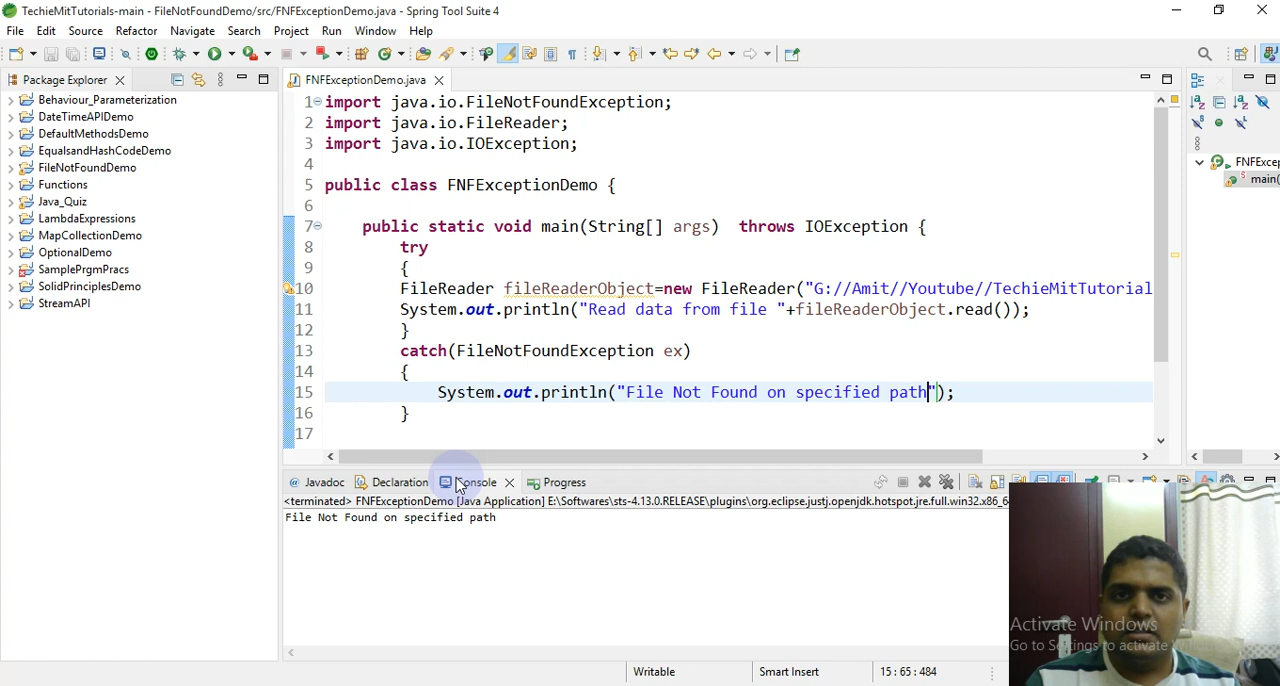 TechieMitTutorials-main - FileNotFoundDemo/src/FNFExceptionDemo.java - Spring Tool Suite 4
File Edit Source Refactor Navigate Search Project Run Window Help
Package Explorer
FNFExceptionDemo.java
Behaviour_Parameterization
DateTimeAPIDemo
DefaultMethodsDemo
EqualsandHashCodeDemo
FileNotFoundDemo
Functions
Java_Quiz
LambdaExpressions
MapCollectionDemo
OptionalDemo
SamplePrgmPracs
SolidPrinciplesDemo
StreamAPI
1 import java.io.FileNotFoundException;
2 import java.io.FileReader;
3 import java.io.IOException;
4
5 public class FNFExceptionDemo {
6
7 public static void main(String[] args) throws IOException {
8 try
9 {
10 FileReader fileReaderObject=new FileReader("G://Amit//Youtube//TechieMitTutorial
11 System.out.println("Read data from file "+fileReaderObject.read());
12 }
13 catch(FileNotFoundException ex)
14 {
15 System.out.println("File Not Found on specified path");
16 }
17
FNFExcep
main(
Javadoc Declaration Console Progress
<terminated> FNFExceptionDemo [Java Application] E:\Softwares\sts-4.13.0.RELEASE\plugins\org.eclipse.justj.openjdk.hotspot.jre.full.win32.x86_6
File Not Found on specified path
Activate Windows
Go to Settings to activate
Writable Smart Insert 15 : 65 : 484